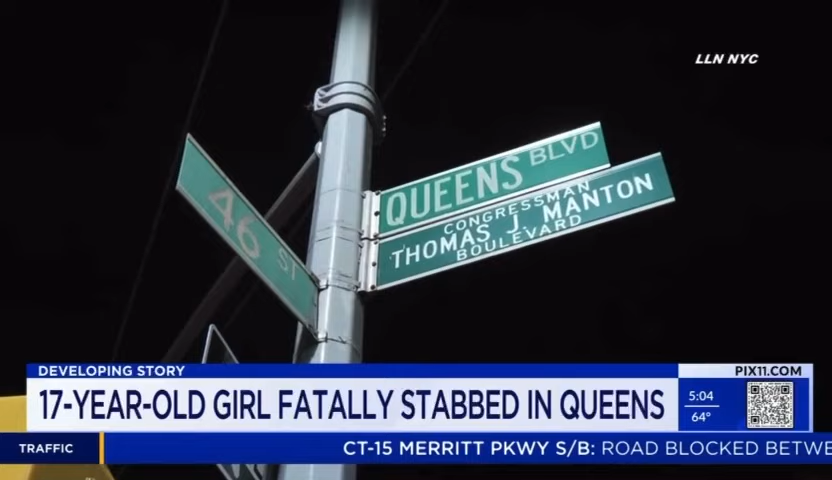 LLN NYC
QUEENS BLVD
CONGRESSMAN
THOMAS J. MANTON
BOULEVARD
46 ST
DEVELOPING STORY
17-YEAR-OLD GIRL FATALLY STABBED IN QUEENS
PIX11.COM
5:04
64°
TRAFFIC
CT-15 MERRITT PKWY S/B: ROAD BLOCKED BETWE